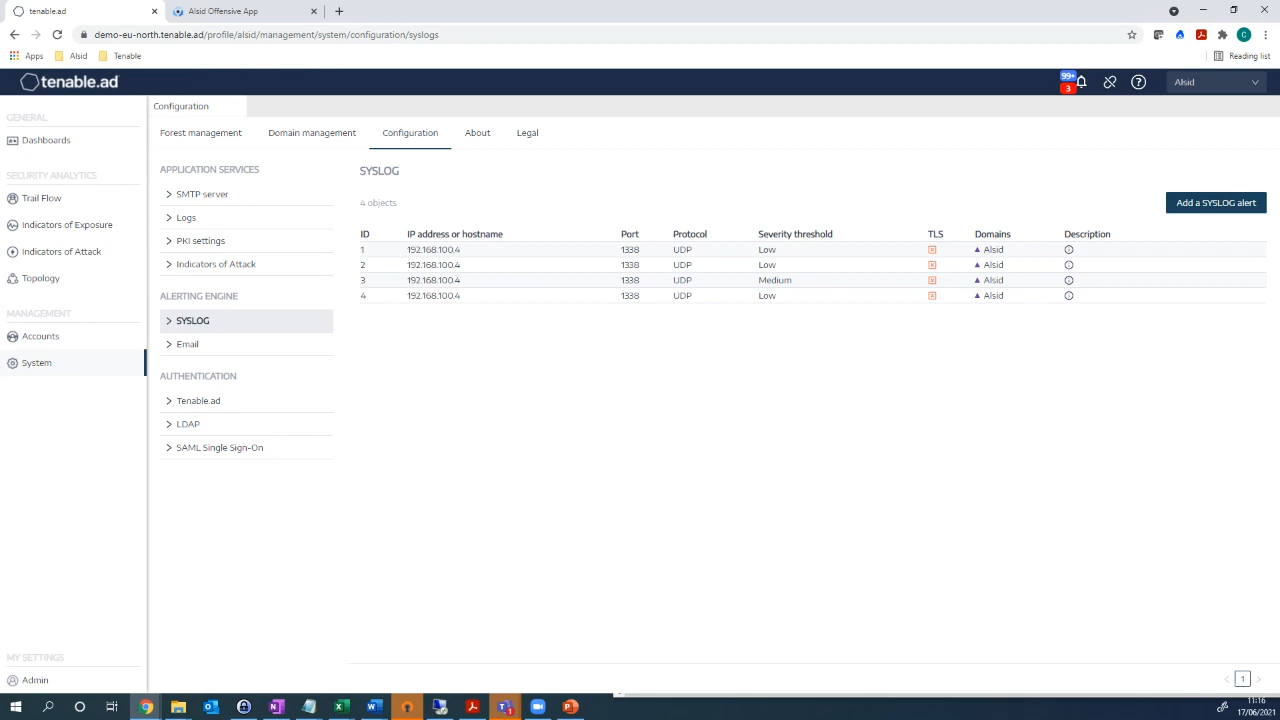 tenable.ad
Alsid Offensive App
demo-eu-north.tenable.ad/profile/alsid/management/system/configuration/syslogs
Apps
Alsid
Tenable
Reading list
tenable.ad
99+
3
Alsid
GENERAL
Dashboards
SECURITY ANALYTICS
Trail Flow
Indicators of Exposure
Indicators of Attack
Topology
MANAGEMENT
Accounts
System
MY SETTINGS
Admin
Configuration
Forest management
Domain management
Configuration
About
Legal
APPLICATION SERVICES
SMTP server
Logs
PKI settings
Indicators of Attack
ALERTING ENGINE
SYSLOG
Email
AUTHENTICATION
Tenable.ad
LDAP
SAML Single Sign-On
SYSLOG
4 objects
Add a SYSLOG alert
ID IP address or hostname Port Protocol Severity threshold TLS Domains Description
1 192.168.100.4 1338 UDP Low Alsid
2 192.168.100.4 1338 UDP Low Alsid
3 192.168.100.4 1338 UDP Medium Alsid
4 192.168.100.4 1338 UDP Low Alsid
1
11:16
17/06/2021